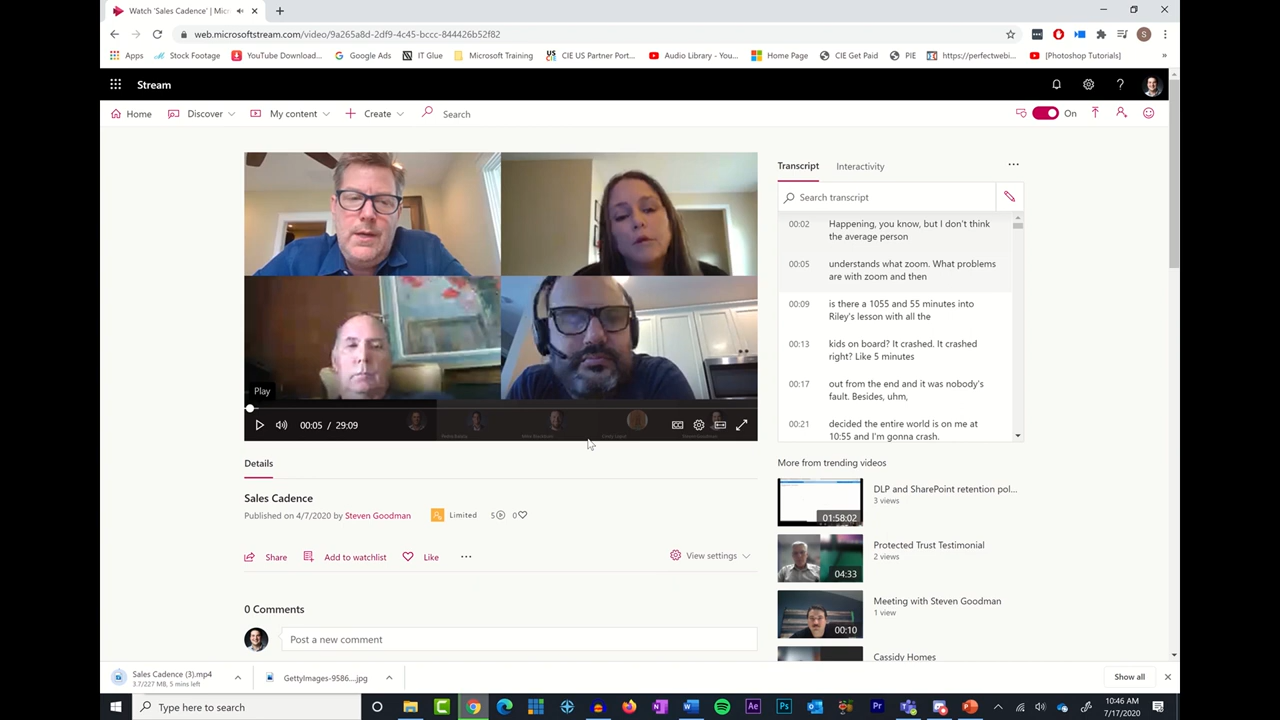 Watch 'Sales Cadence' | Micr
web.microsoftstream.com/video/9a265a8d-2df9-4c45-bccc-844426b52f82
Apps Stock Footage YouTube Download... Google Ads IT Glue Microsoft Training CIE US Partner Port... Audio Library - You... Home Page CIE Get Paid PIE https://perfectwebi... [Photoshop Tutorials] »
Stream
Home Discover My content Create Search On
Transcript Interactivity
Search transcript
00:02 Happening, you know, but I don't think
the average person
00:05 understands what zoom. What problems
are with zoom and then
00:09 is there a 1055 and 55 minutes into
Riley's lesson with all the
00:13 kids on board? It crashed. It crashed
right? Like 5 minutes
00:17 out from the end and it was nobody's
fault. Besides, uhm,
00:21 decided the entire world is on me at
10:55 and I'm gonna crash.
Play
00:05 / 29:09
Details
Sales Cadence
Published on 4/7/2020 by Steven Goodman Limited 5 0
Share Add to watchlist Like ... View settings
0 Comments
Post a new comment
More from trending videos
DLP and SharePoint retention pol...
3 views
01:58:02
Protected Trust Testimonial
2 views
04:33
Meeting with Steven Goodman
1 view
00:10
Cassidy Homes
Sales Cadence (3).mp4
3.7/227 MB, 5 mins left
GettyImages-9586....jpg
Show all
Type here to search
10:46 AM
7/17/2020